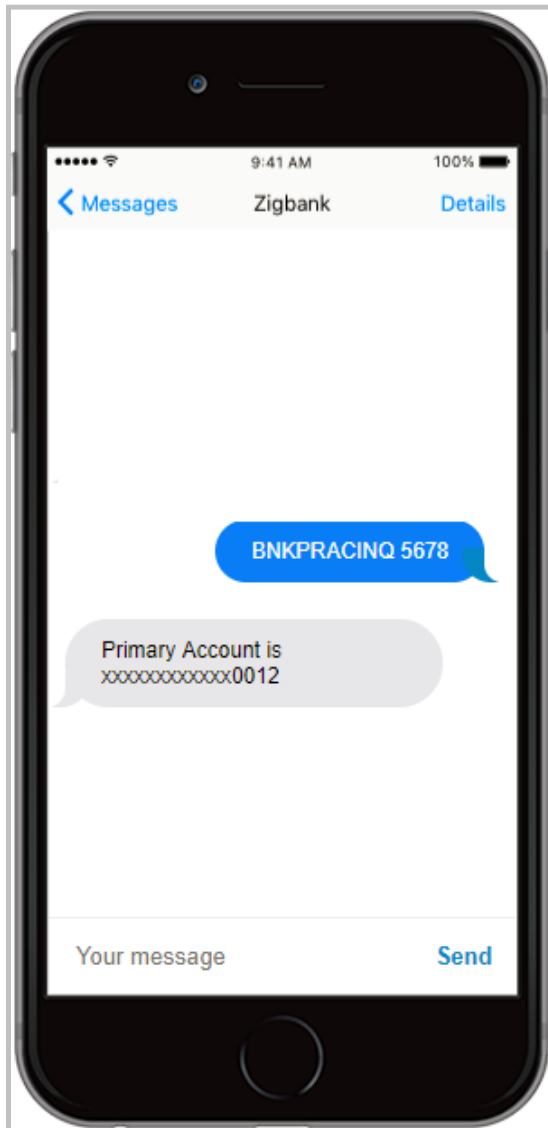 9:41 AM 100%
Messages Zigbank Details
BNKPRACINQ 5678
Primary Account is
xxxxxxxxxxxx0012
Your message Send